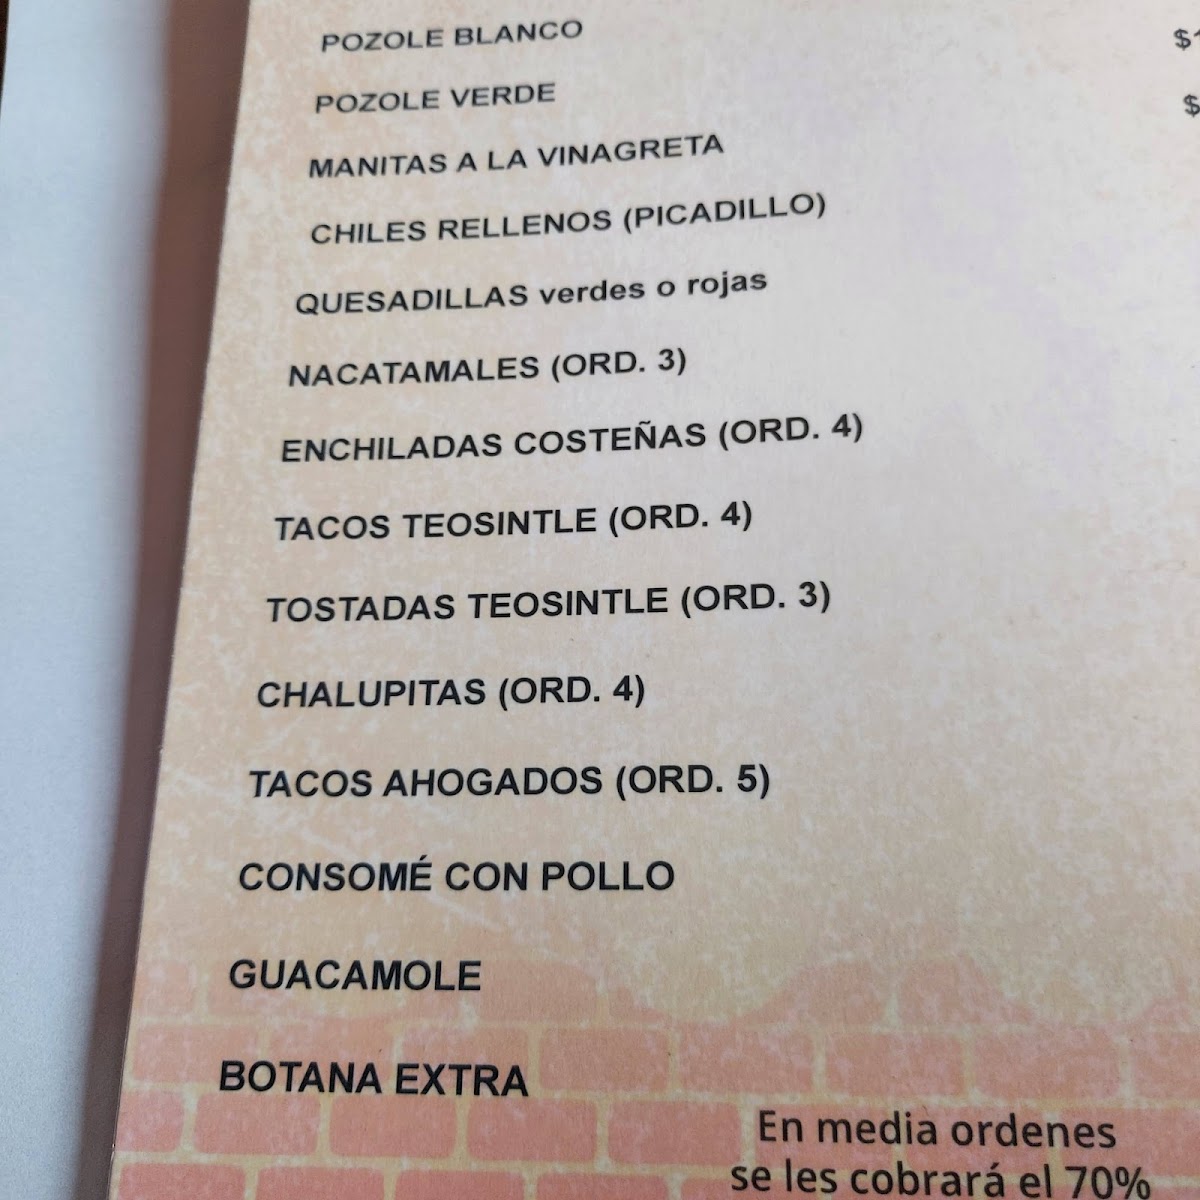 POZOLE BLANCO
POZOLE VERDE
MANITAS A LA VINAGRETA
CHILES RELLENOS (PICADILLO)
QUESADILLAS verdes o rojas
NACATAMALES (ORD. 3)
ENCHILADAS COSTEÑAS (ORD. 4)
TACOS TEOSINTLE (ORD. 4)
TOSTADAS TEOSINTLE (ORD. 3)
CHALUPITAS (ORD. 4)
TACOS AHOGADOS (ORD. 5)
CONSOMÉ CON POLLO
GUACAMOLE
BOTANA EXTRA
En media ordenes
se les cobrará el 70%